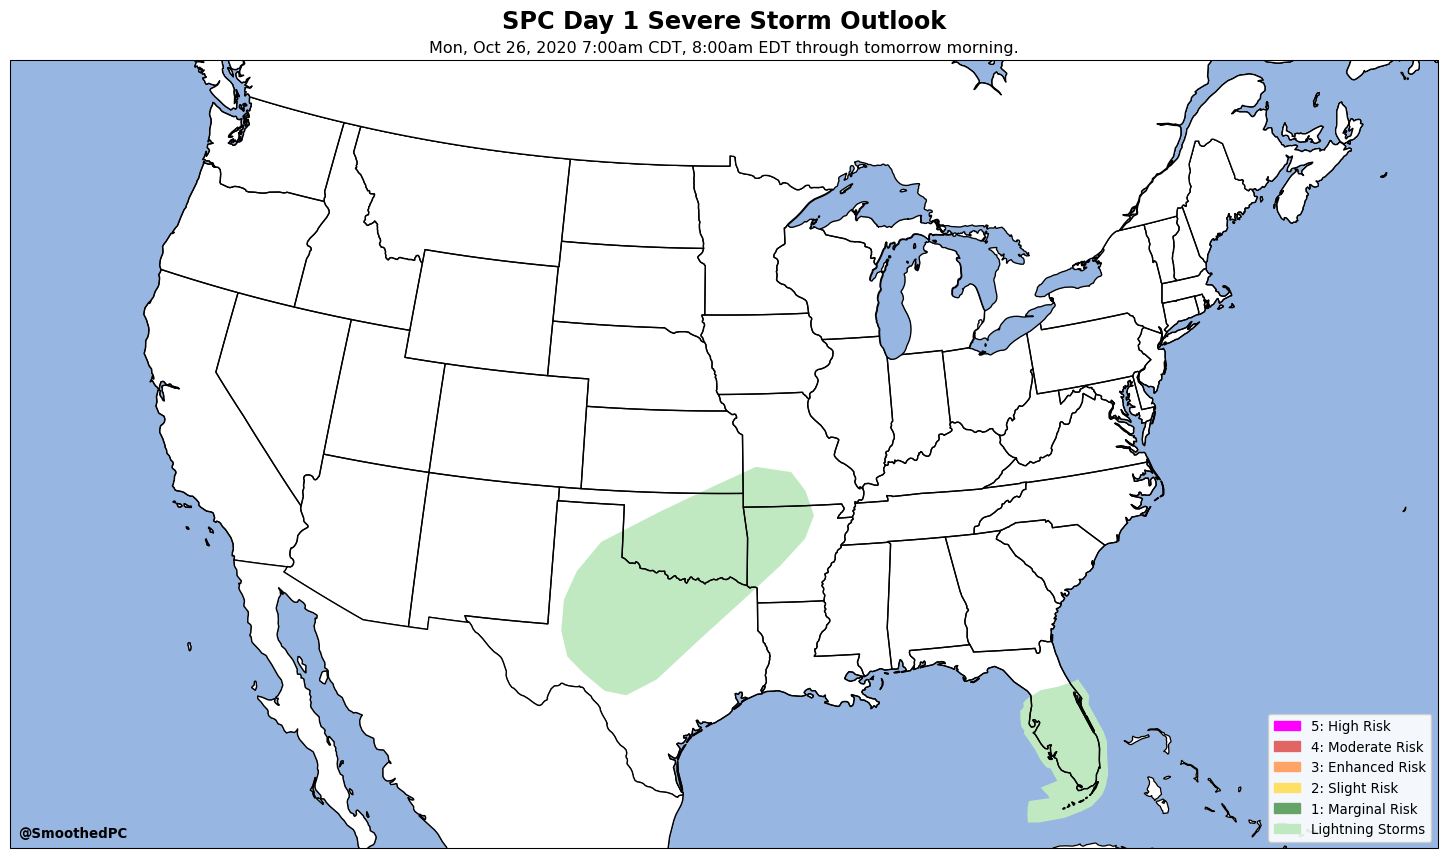 SPC Day 1 Severe Storm Outlook
Mon, Oct 26, 2020 7:00am CDT, 8:00am EDT through tomorrow morning.
5: High Risk
4: Moderate Risk
3: Enhanced Risk
2: Slight Risk
1: Marginal Risk
Lightning Storms
@SmoothedPC